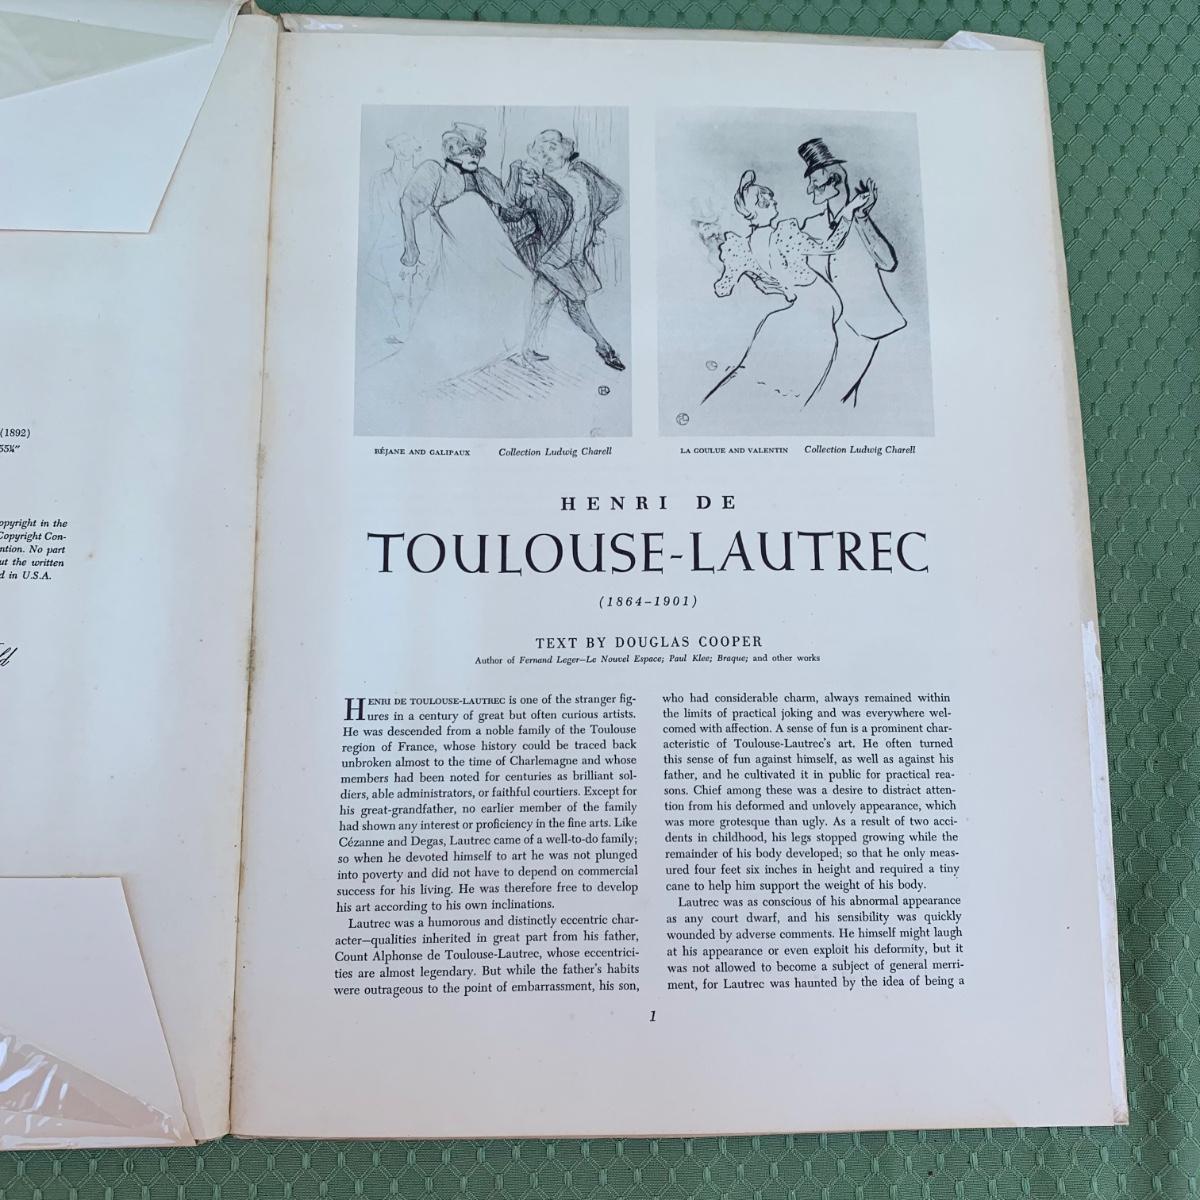 (1892)
55¼"
opyright in the
Copyright Con-
ntion. No part
ut the written
d in U.S.A.
RÉJANE AND GALIPAUX Collection Ludwig Charell
LA GOULUE AND VALENTIN Collection Ludwig Charell
HENRI DE
TOULOUSE-LAUTREC
(1864–1901)
TEXT BY DOUGLAS COOPER
Author of Fernand Leger—Le Nouvel Espace; Paul Klee; Braque; and other works
HENRI DE TOULOUSE-LAUTREC is one of the stranger fig-
ures in a century of great but often curious artists.
He was descended from a noble family of the Toulouse
region of France, whose history could be traced back
unbroken almost to the time of Charlemagne and whose
members had been noted for centuries as brilliant sol-
diers, able administrators, or faithful courtiers. Except for
his great-grandfather, no earlier member of the family
had shown any interest or proficiency in the fine arts. Like
Cézanne and Degas, Lautrec came of a well-to-do family;
so when he devoted himself to art he was not plunged
into poverty and did not have to depend on commercial
success for his living. He was therefore free to develop
his art according to his own inclinations.
Lautrec was a humorous and distinctly eccentric char-
acter—qualities inherited in great part from his father,
Count Alphonse de Toulouse-Lautrec, whose eccentrici-
ties are almost legendary. But while the father's habits
were outrageous to the point of embarrassment, his son,
who had considerable charm, always remained within
the limits of practical joking and was everywhere wel-
comed with affection. A sense of fun is a prominent char-
acteristic of Toulouse-Lautrec's art. He often turned
this sense of fun against himself, as well as against his
father, and he cultivated it in public for practical rea-
sons. Chief among these was a desire to distract atten-
tion from his deformed and unlovely appearance, which
was more grotesque than ugly. As a result of two acci-
dents in childhood, his legs stopped growing while the
remainder of his body developed; so that he only meas-
ured four feet six inches in height and required a tiny
cane to help him support the weight of his body.
Lautrec was as conscious of his abnormal appearance
as any court dwarf, and his sensibility was quickly
wounded by adverse comments. He himself might laugh
at his appearance or even exploit his deformity, but it
was not allowed to become a subject of general merri-
ment, for Lautrec was haunted by the idea of being a
1